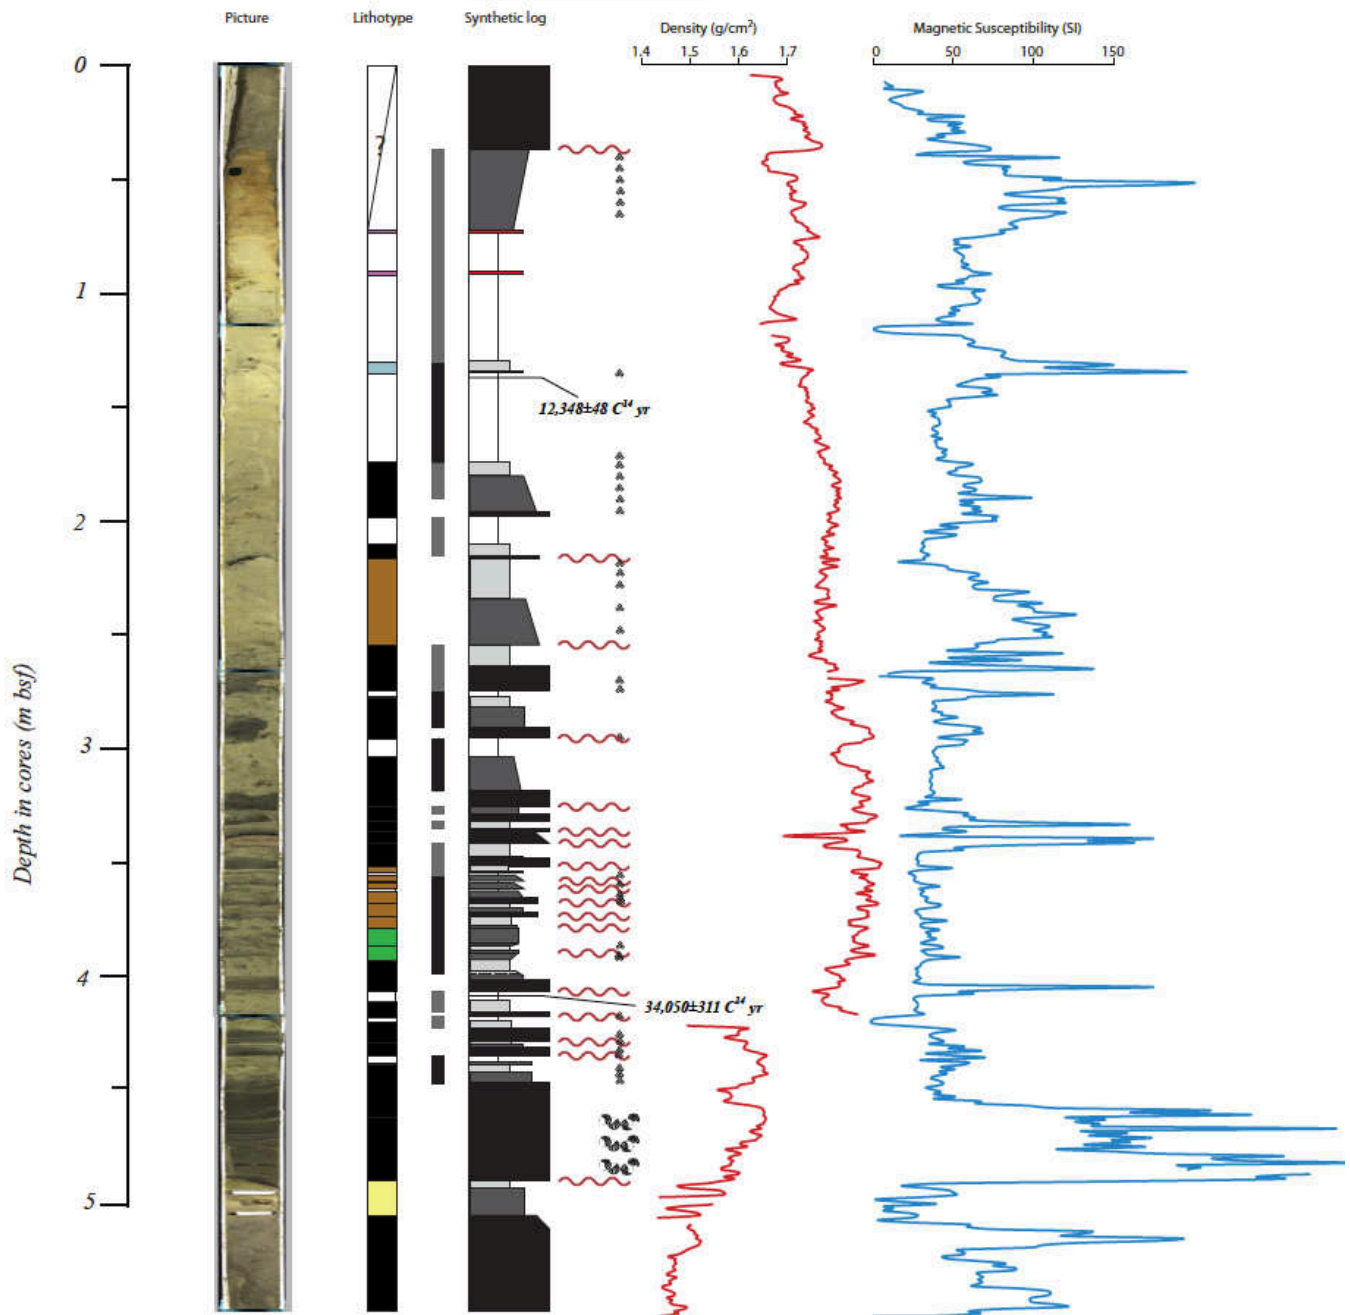 Picture
Lithotype
Synthetic log
Density (g/cm²)
Magnetic Susceptibility (SI)
1.4 1.5 1.6 1.7
0 50 100 150
0
?
1
12,348±48 C¹⁴ yr
2
Depth in cores (m bsf)
3
4
34,050±311 C¹⁴ yr
5